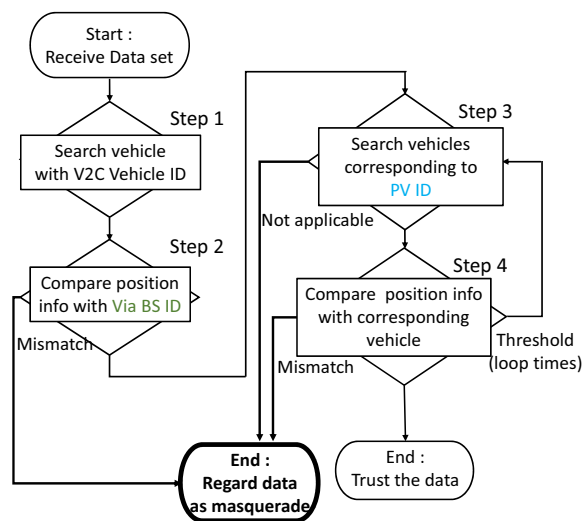 Start :
Receive Data set
Step 1
Search vehicle
with V2C Vehicle ID
Step 2
Compare position
info with Via BS ID
Mismatch
Step 3
Search vehicles
corresponding to
PV ID
Not applicable
Step 4
Compare position info
with corresponding
vehicle
Mismatch
Threshold
(loop times)
End :
Regard data
as masquerade
End :
Trust the data